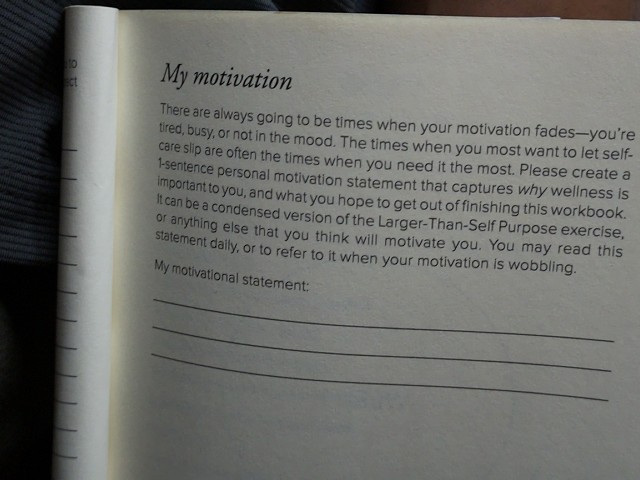 to
ct
My motivation
There are always going to be times when your motivation fades—you're
tired, busy, or not in the mood. The times when you most want to let self-
care slip are often the times when you need it the most. Please create a
1-sentence personal motivation statement that captures why wellness is
important to you, and what you hope to get out of finishing this workbook.
It can be a condensed version of the Larger-Than-Self Purpose exercise,
or anything else that you think will motivate you. You may read this
statement daily, or to refer to it when your motivation is wobbling.
My motivational statement: